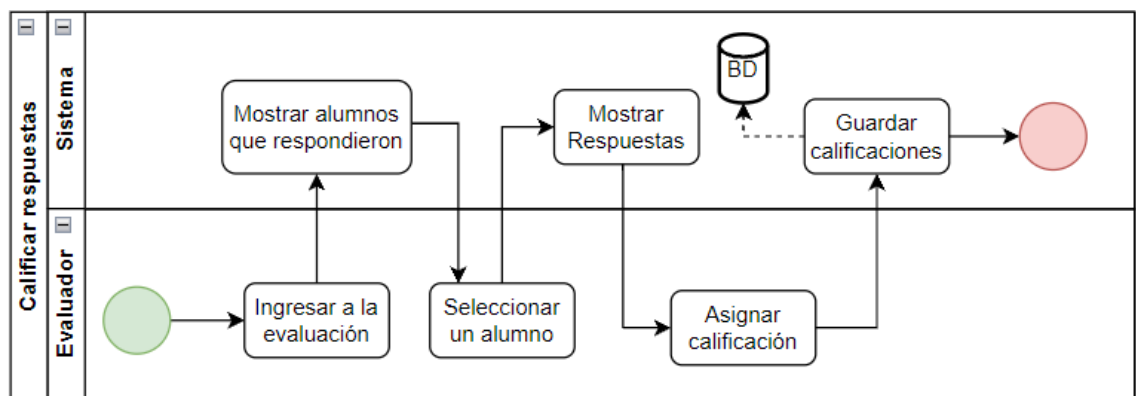 Calificar respuestas
Sistema
Mostrar alumnos
que respondieron
Mostrar
Respuestas
BD
Guardar
calificaciones
Evaluador
Ingresar a la
evaluación
Seleccionar
un alumno
Asignar
calificación